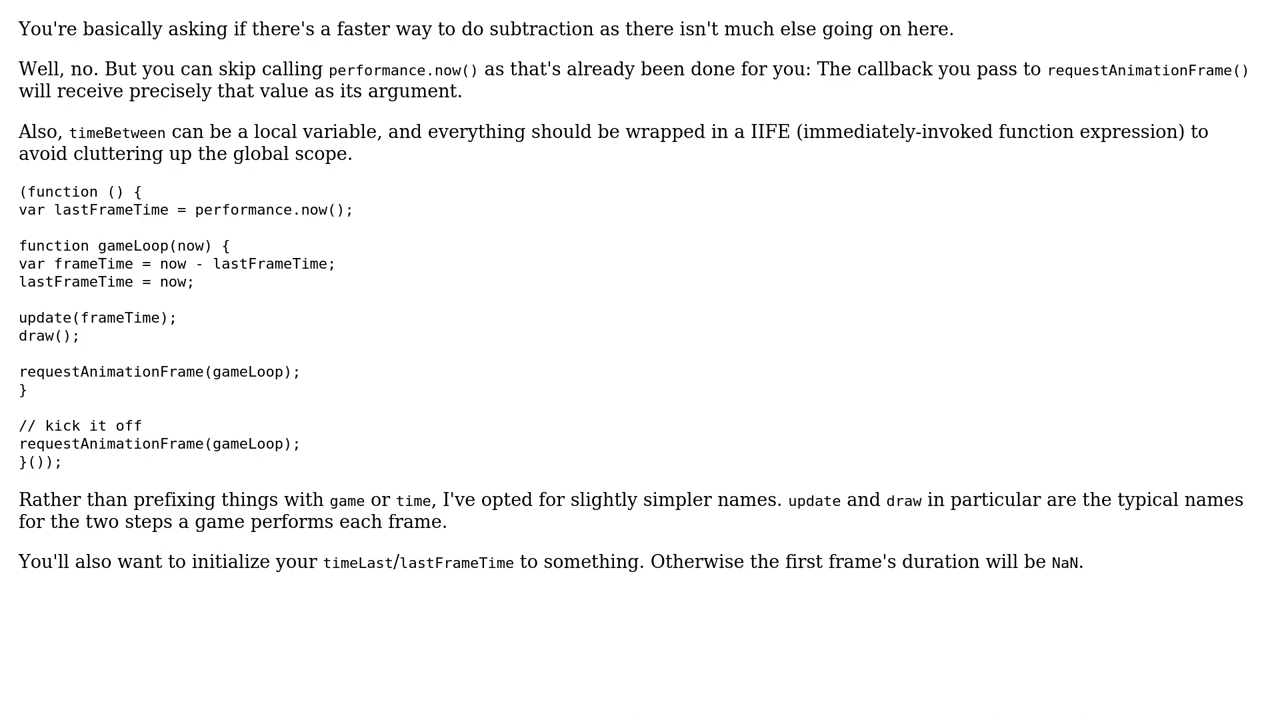 You're basically asking if there's a faster way to do subtraction as there isn't much else going on here.
Well, no. But you can skip calling performance.now() as that's already been done for you: The callback you pass to requestAnimationFrame()
will receive precisely that value as its argument.
Also, timeBetween can be a local variable, and everything should be wrapped in a IIFE (immediately-invoked function expression) to
avoid cluttering up the global scope.
(function () {
var lastFrameTime = performance.now();
function gameLoop(now) {
var frameTime = now - lastFrameTime;
lastFrameTime = now;
update(frameTime);
draw();
requestAnimationFrame(gameLoop);
}
// kick it off
requestAnimationFrame(gameLoop);
}());
Rather than prefixing things with game or time, I've opted for slightly simpler names. update and draw in particular are the typical names
for the two steps a game performs each frame.
You'll also want to initialize your timeLast/lastFrameTime to something. Otherwise the first frame's duration will be NaN.